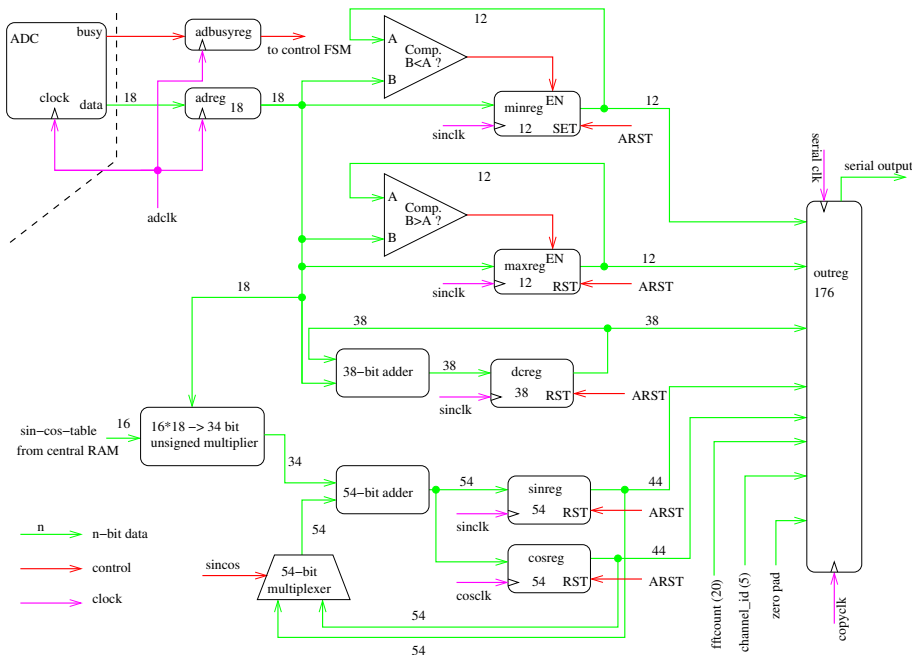 ADC
busy
clock
data
18
adbusyreg
to control FSM
adreg
18
18
adclk
12
A
Comp.
B<A ?
B
EN
minreg
12
SET
sinclk
ARST
12
12
A
Comp.
B>A ?
B
EN
maxreg
12
RST
sinclk
ARST
12
serial clk
serial output
outreg
176
18
38
38-bit adder
38
dcreg
38
RST
sinclk
ARST
38
sin-cos-table
from central RAM
16
16*18 -> 34 bit
unsigned multiplier
34
54-bit adder
54
sinreg
54
RST
sinclk
ARST
44
54
cosreg
54
RST
cosclk
ARST
44
sincos
54-bit
multiplexer
54
54
n
n-bit data
control
clock
fftcount (20)
channel_id (5)
zero pad
copyclk